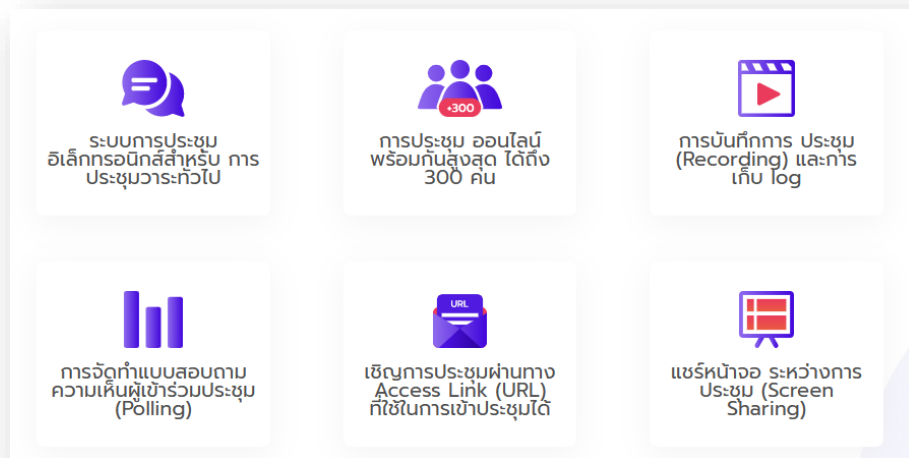 ระบบการประชุม
อิเล็กทรอนิกส์สำหรับ การ
ประชุมวาระทั่วไป
+300
การประชุม ออนไลน์
พร้อมกันสูงสุด ได้ถึง
300 คน
การบันทึกการ ประชุม
(Recording) และการ
เก็บ log
การจัดทำแบบสอบถาม
ความเห็นผู้เข้าร่วมประชุม
(Polling)
URL
เชิญการประชุมผ่านทาง
Access Link (URL)
ที่ใช้ในการเข้าประชุมได้
แชร์หน้าจอ ระหว่างการ
ประชุม (Screen
Sharing)